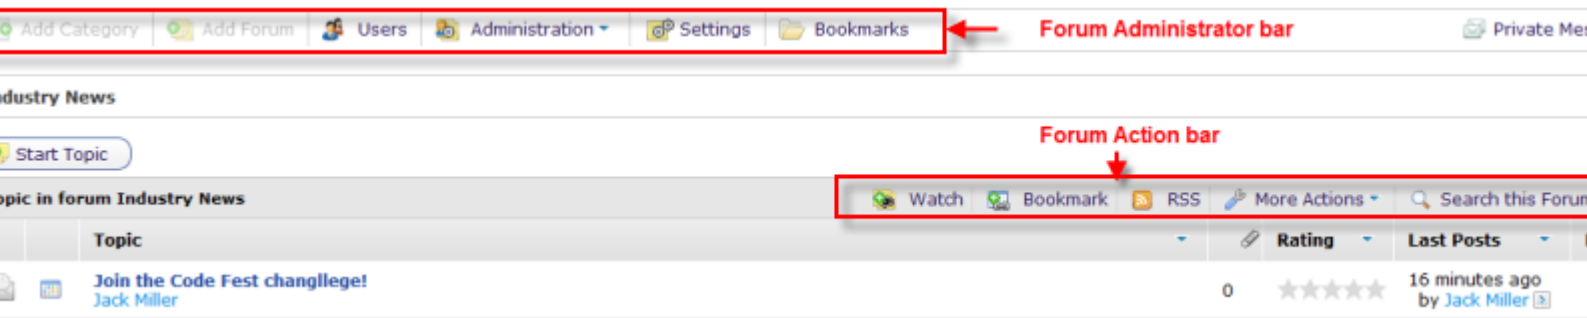 Add Category Add Forum Users Administration Settings Bookmarks Forum Administrator bar Private Mes
ndustry News
Forum Action bar
Start Topic
opic in forum Industry News Watch Bookmark RSS More Actions Search this Forum
Topic Rating Last Posts
Join the Code Fest changllege! 0 16 minutes ago
Jack Miller by Jack Miller